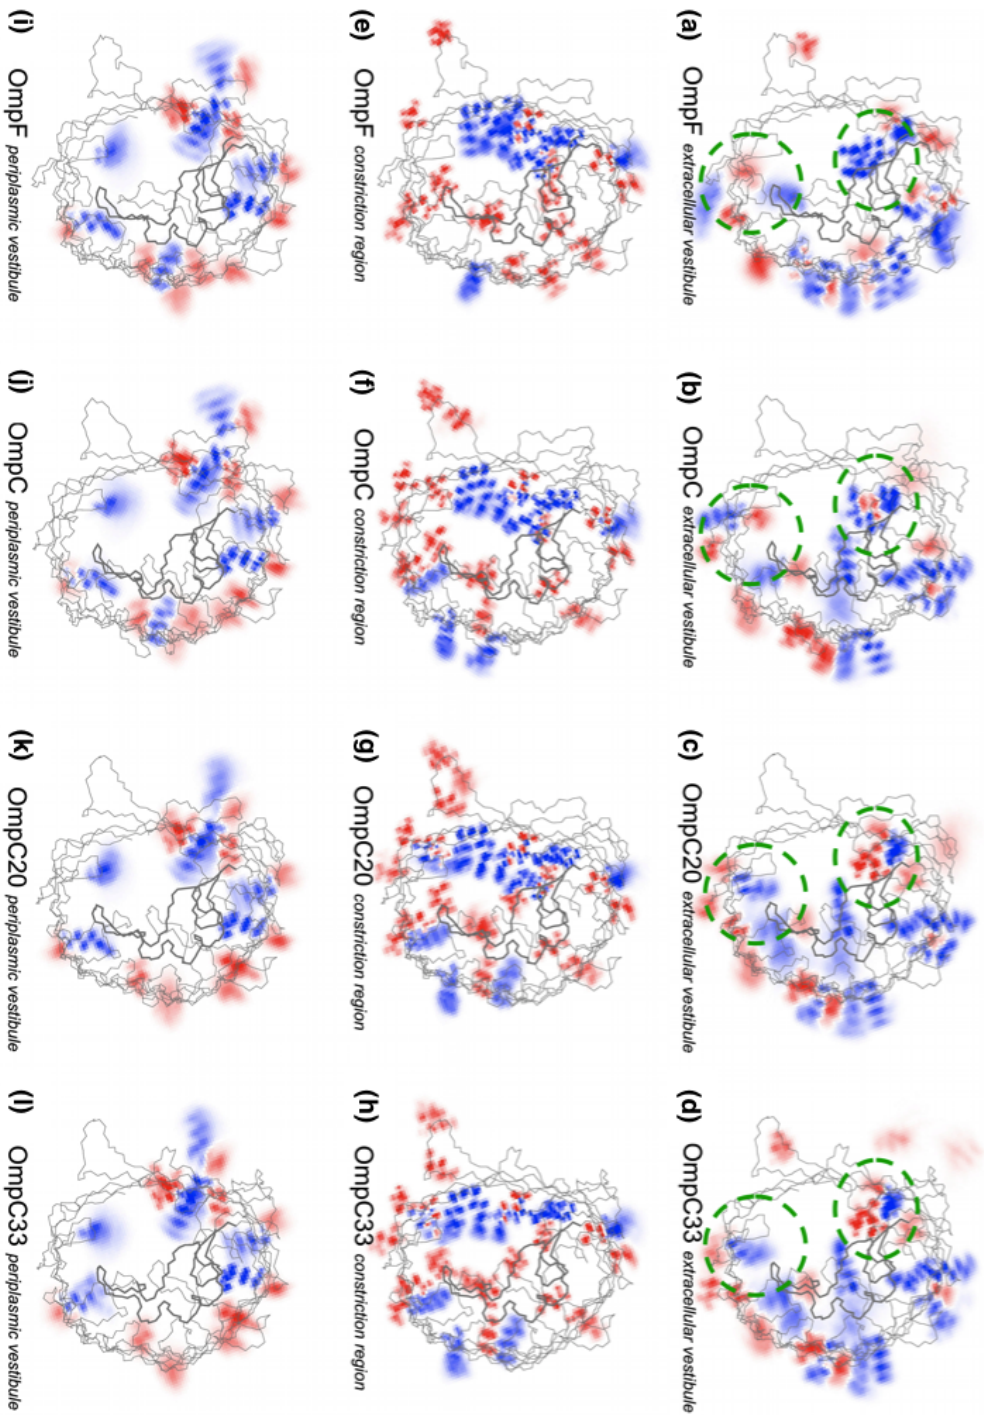 (a) OmpF extracellular vestibule
(b) OmpC extracellular vestibule
(c) OmpC20 extracellular vestibule
(d) OmpC33 extracellular vestibule
(e) OmpF constriction region
(f) OmpC constriction region
(g) OmpC20 constriction region
(h) OmpC33 constriction region
(i) OmpF periplasmic vestibule
(j) OmpC periplasmic vestibule
(k) OmpC20 periplasmic vestibule
(l) OmpC33 periplasmic vestibule